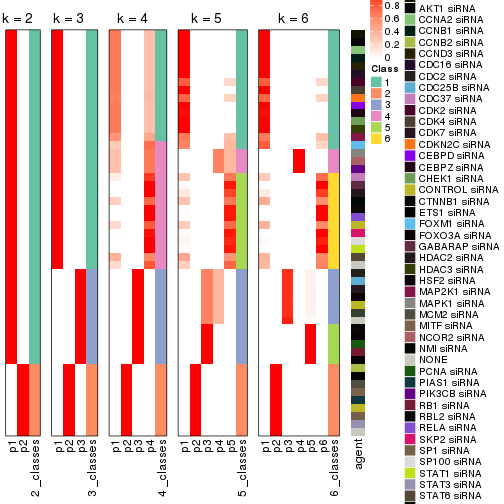 k = 2
k = 3
k = 4
k = 5
k = 6
0.8
0.6
0.4
0.2
0
Class
1
2
3
4
5
6
p1
p2
2_classes
p1
p2
p3
3_classes
p1
p2
p3
p4
4_classes
p1
p2
p3
p4
p5
5_classes
p1
p2
p3
p4
p5
p6
6_classes
agent
AKT1 siRNA
CCNA2 siRNA
CCNB1 siRNA
CCNB2 siRNA
CCND3 siRNA
CDC16 siRNA
CDC2 siRNA
CDC25B siRNA
CDC37 siRNA
CDK2 siRNA
CDK4 siRNA
CDK7 siRNA
CDKN2C siRNA
CEBPD siRNA
CEBPZ siRNA
CHEK1 siRNA
CONTROL siRNA
CTNNB1 siRNA
ETS1 siRNA
FOXM1 siRNA
FOXO3A siRNA
GABARAP siRNA
HDAC2 siRNA
HDAC3 siRNA
HSF2 siRNA
MAP2K1 siRNA
MAPK1 siRNA
MCM2 siRNA
MITF siRNA
NCOR2 siRNA
NMI siRNA
NONE
PCNA siRNA
PIAS1 siRNA
PIK3CB siRNA
RB1 siRNA
RBL2 siRNA
RELA siRNA
SKP2 siRNA
SP1 siRNA
SP100 siRNA
STAT1 siRNA
STAT3 siRNA
STAT6 siRNA